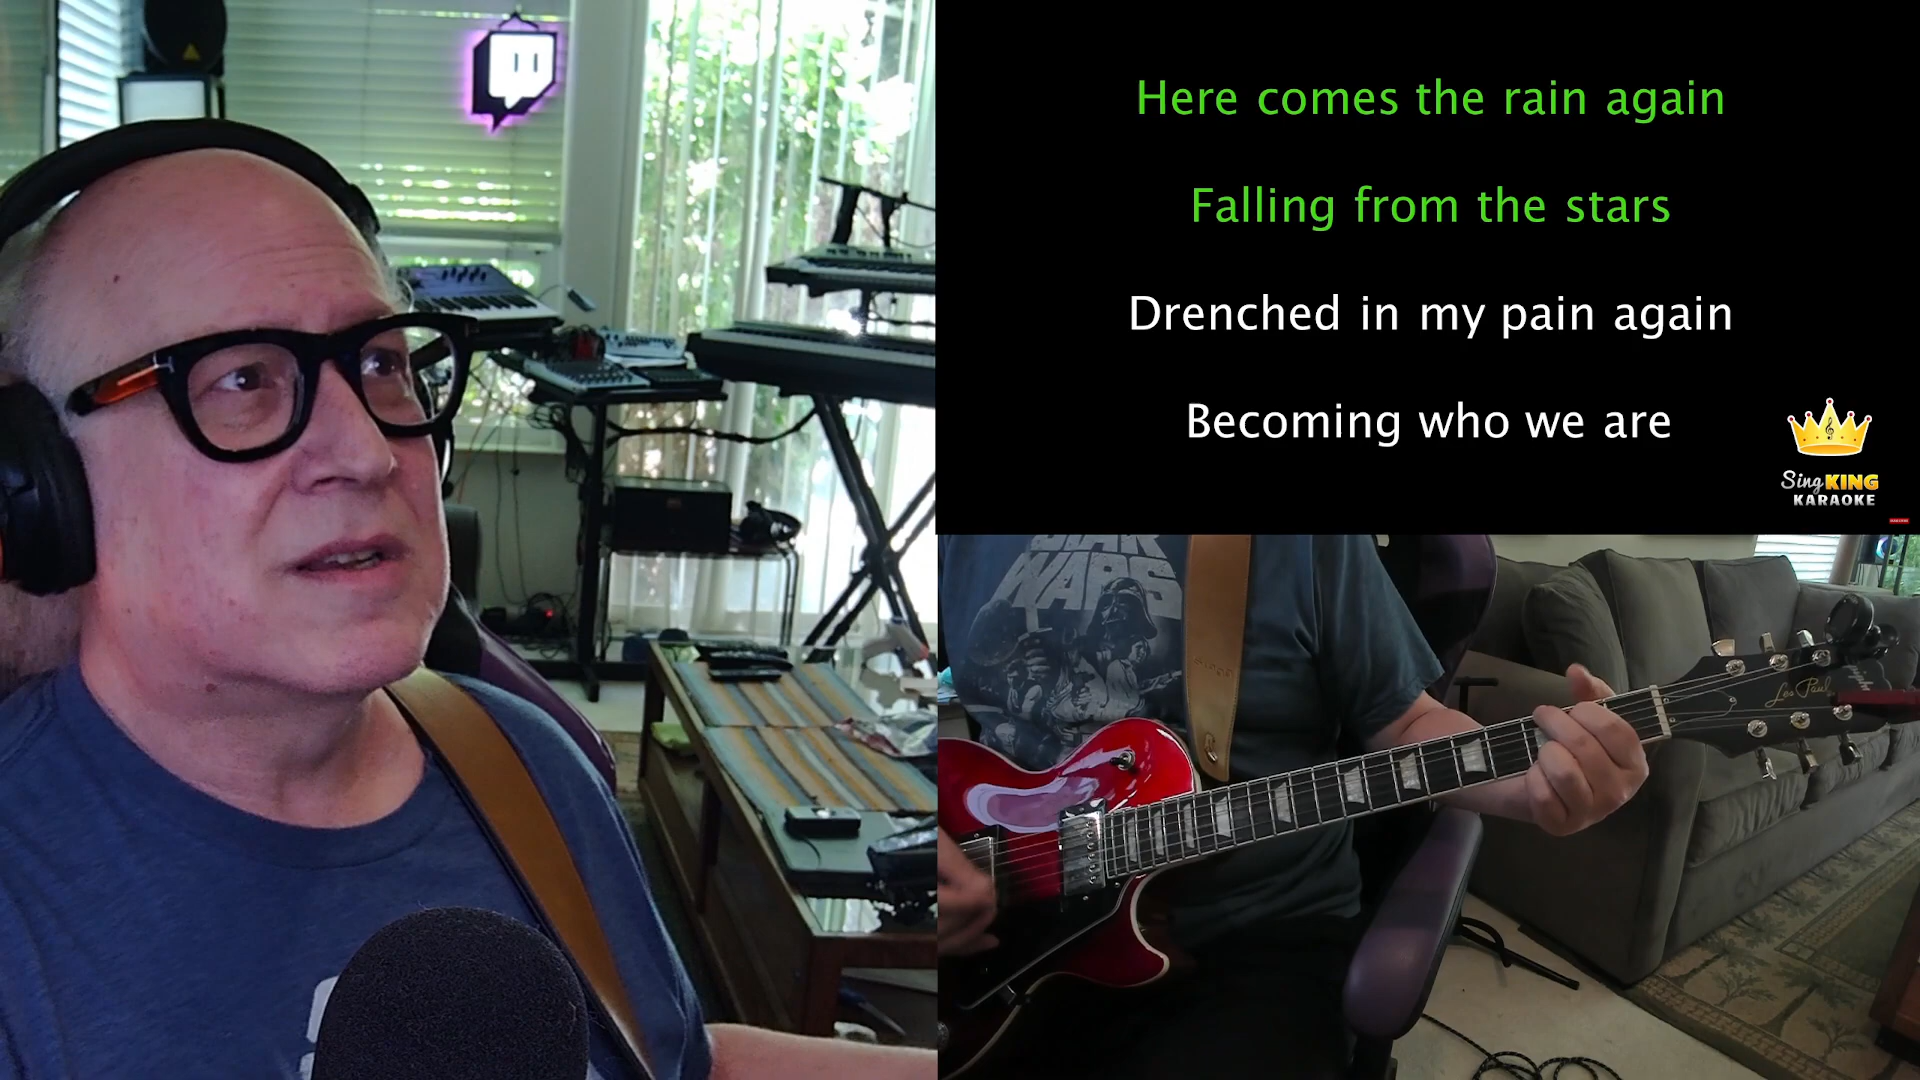 Here comes the rain again
Falling from the stars
Drenched in my pain again
Becoming who we are
Sing KING
KARAOKE
STAR
WARS
Les Paul